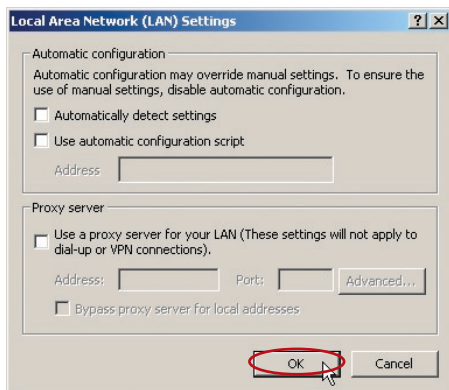 Local Area Network (LAN) Settings
Automatic configuration
Automatic configuration may override manual settings. To ensure the
use of manual settings, disable automatic configuration.
Automatically detect settings
Use automatic configuration script
Address
Proxy server
Use a proxy server for your LAN (These settings will not apply to
dial-up or VPN connections).
Address:
Port:
Advanced...
Bypass proxy server for local addresses
OK
Cancel